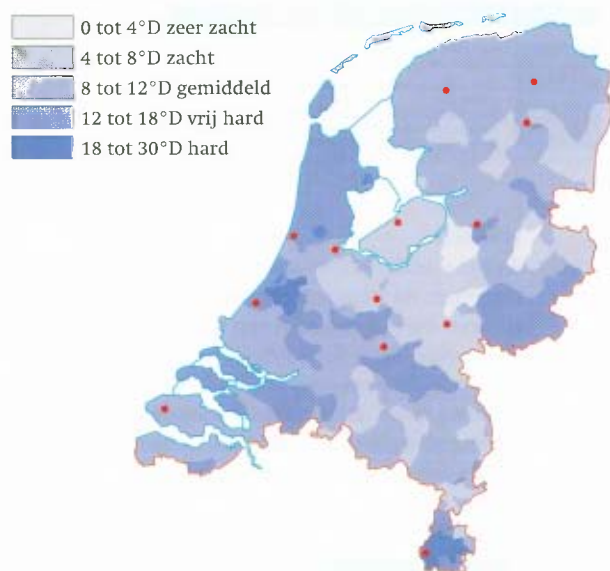 0 tot 4°D zeer zacht
4 tot 8°D zacht
8 tot 12°D gemiddeld
12 tot 18°D vrij hard
18 tot 30°D hard